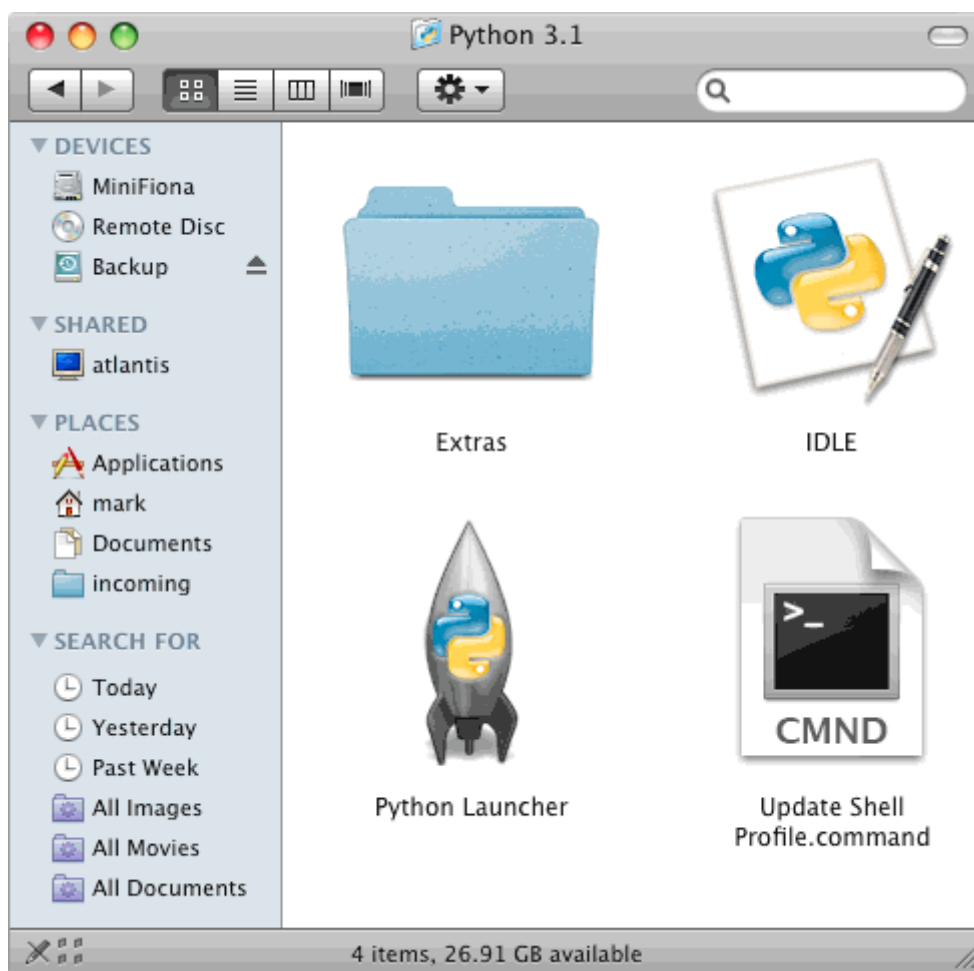 Python 3.1
DEVICES
MiniFiona
Remote Disc
Backup
SHARED
atlantis
PLACES
Applications
mark
Documents
incoming
SEARCH FOR
Today
Yesterday
Past Week
All Images
All Movies
All Documents
Extras
IDLE
>_
CMND
Python Launcher
Update Shell
Profile.command
4 items, 26.91 GB available